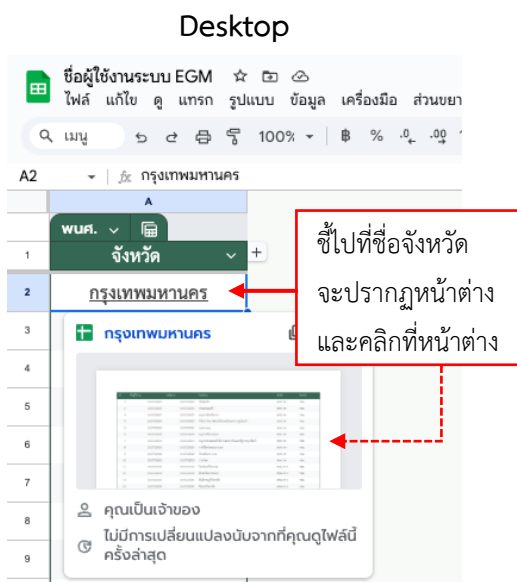 Desktop
ชื่อผู้ใช้งานระบบ EGM
ไฟล์ แก้ไข ดู แทรก รูปแบบ ข้อมูล เครื่องมือ ส่วนขยา
เมนู 100% ฿ % .0 .00
A2 fx กรุงเทพมหานคร
A
พนศ.
1 จังหวัด +
2 กรุงเทพมหานคร
ชี้ไปที่ชื่อจังหวัด
จะปรากฏหน้าต่าง
และคลิกที่หน้าต่าง
3 กรุงเทพมหานคร
4
5
6
7
8 คุณเป็นเจ้าของ
ไม่มีการเปลี่ยนแปลงนับจากที่คุณดูไฟล์นี้
9 ครั้งล่าสุด